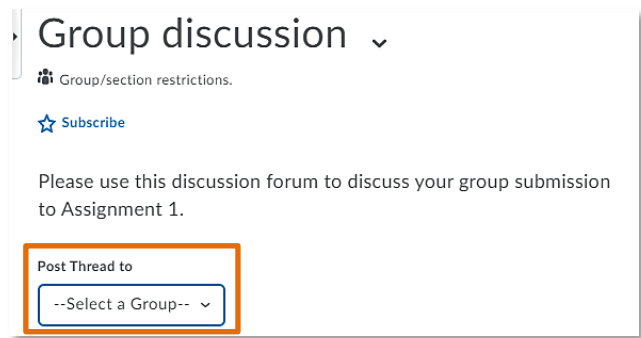 Group discussion
Group/section restrictions.
Subscribe
Please use this discussion forum to discuss your group submission
to Assignment 1.
Post Thread to
--Select a Group--